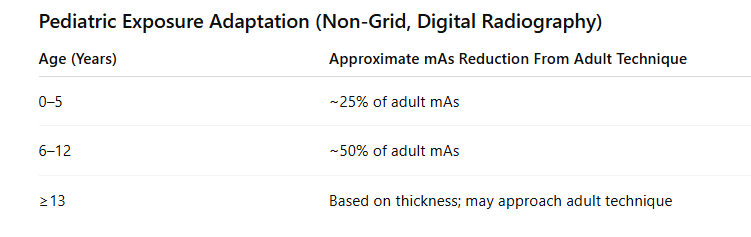 Pediatric Exposure Adaptation (Non-Grid, Digital Radiography)
Age (Years) Approximate mAs Reduction From Adult Technique
0–5 ~25% of adult mAs
6–12 ~50% of adult mAs
≥13 Based on thickness; may approach adult technique